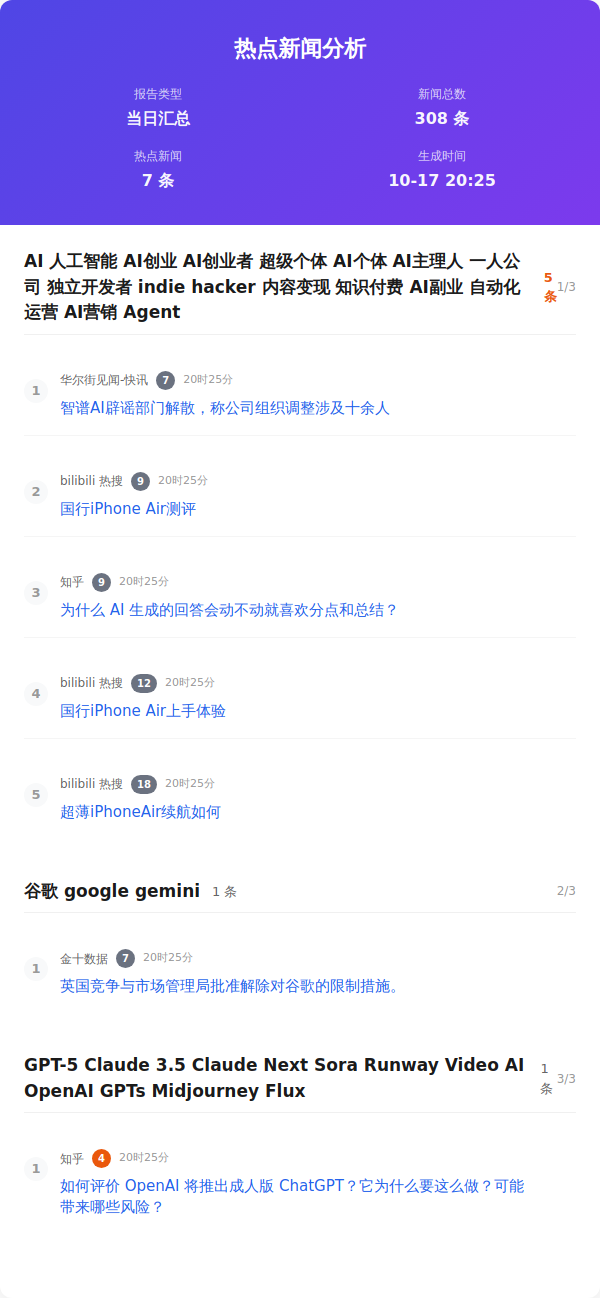 热点新闻分析
报告类型
新闻总数
当日汇总
308 条
热点新闻
生成时间
7 条
10-17 20:25
AI 人工智能 AI创业 AI创业者 超级个体 AI个体 AI主理人 一人公
司 独立开发者 indie hacker 内容变现 知识付费 AI副业 自动化
运营 AI营销 Agent
5
条
1/3
1
华尔街见闻-快讯 7 20时25分
智谱AI辟谣部门解散，称公司组织调整涉及十余人
2
bilibili 热搜 9 20时25分
国行iPhone Air测评
3
知乎 9 20时25分
为什么 AI 生成的回答会动不动就喜欢分点和总结？
4
bilibili 热搜 12 20时25分
国行iPhone Air上手体验
5
bilibili 热搜 18 20时25分
超薄iPhoneAir续航如何
谷歌 google gemini 1 条 2/3
1
金十数据 7 20时25分
英国竞争与市场管理局批准解除对谷歌的限制措施。
GPT-5 Claude 3.5 Claude Next Sora Runway Video AI
OpenAI GPTs Midjourney Flux
1
条
3/3
1
知乎 4 20时25分
如何评价 OpenAI 将推出成人版 ChatGPT？它为什么要这么做？可能
带来哪些风险？